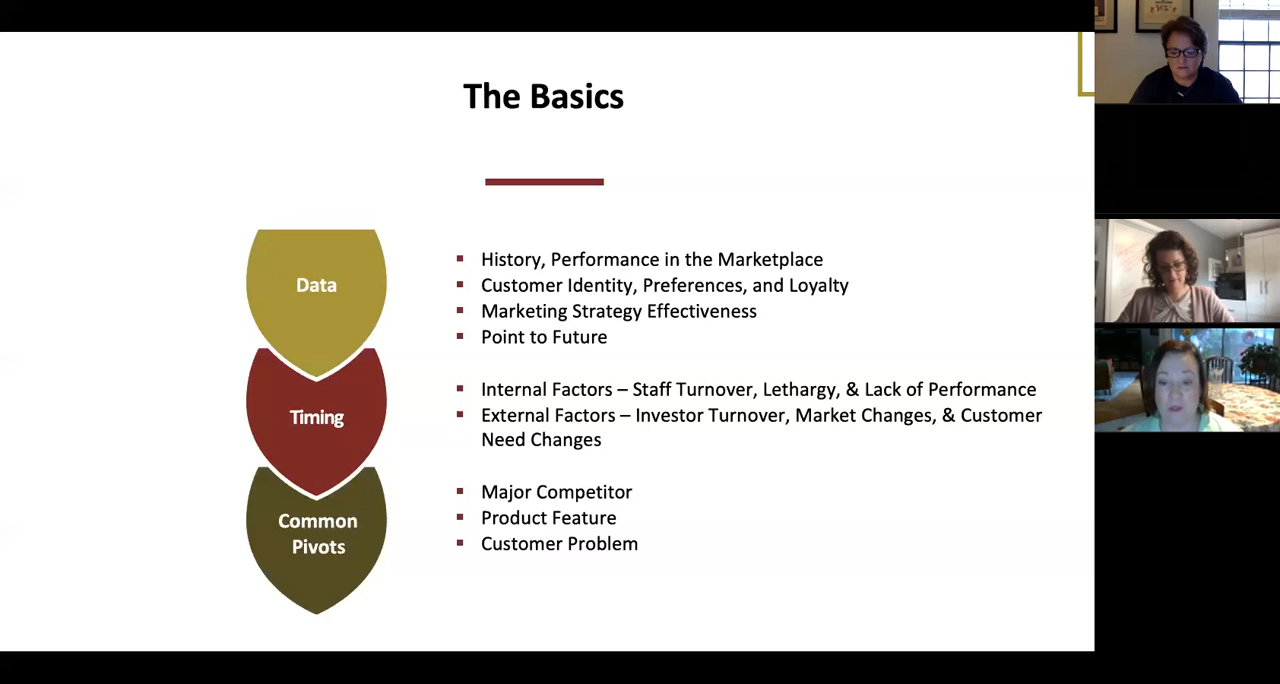 The Basics
Data
▪ History, Performance in the Marketplace
▪ Customer Identity, Preferences, and Loyalty
▪ Marketing Strategy Effectiveness
▪ Point to Future
Timing
▪ Internal Factors – Staff Turnover, Lethargy, & Lack of Performance
▪ External Factors – Investor Turnover, Market Changes, & Customer
Need Changes
Common
Pivots
▪ Major Competitor
▪ Product Feature
▪ Customer Problem